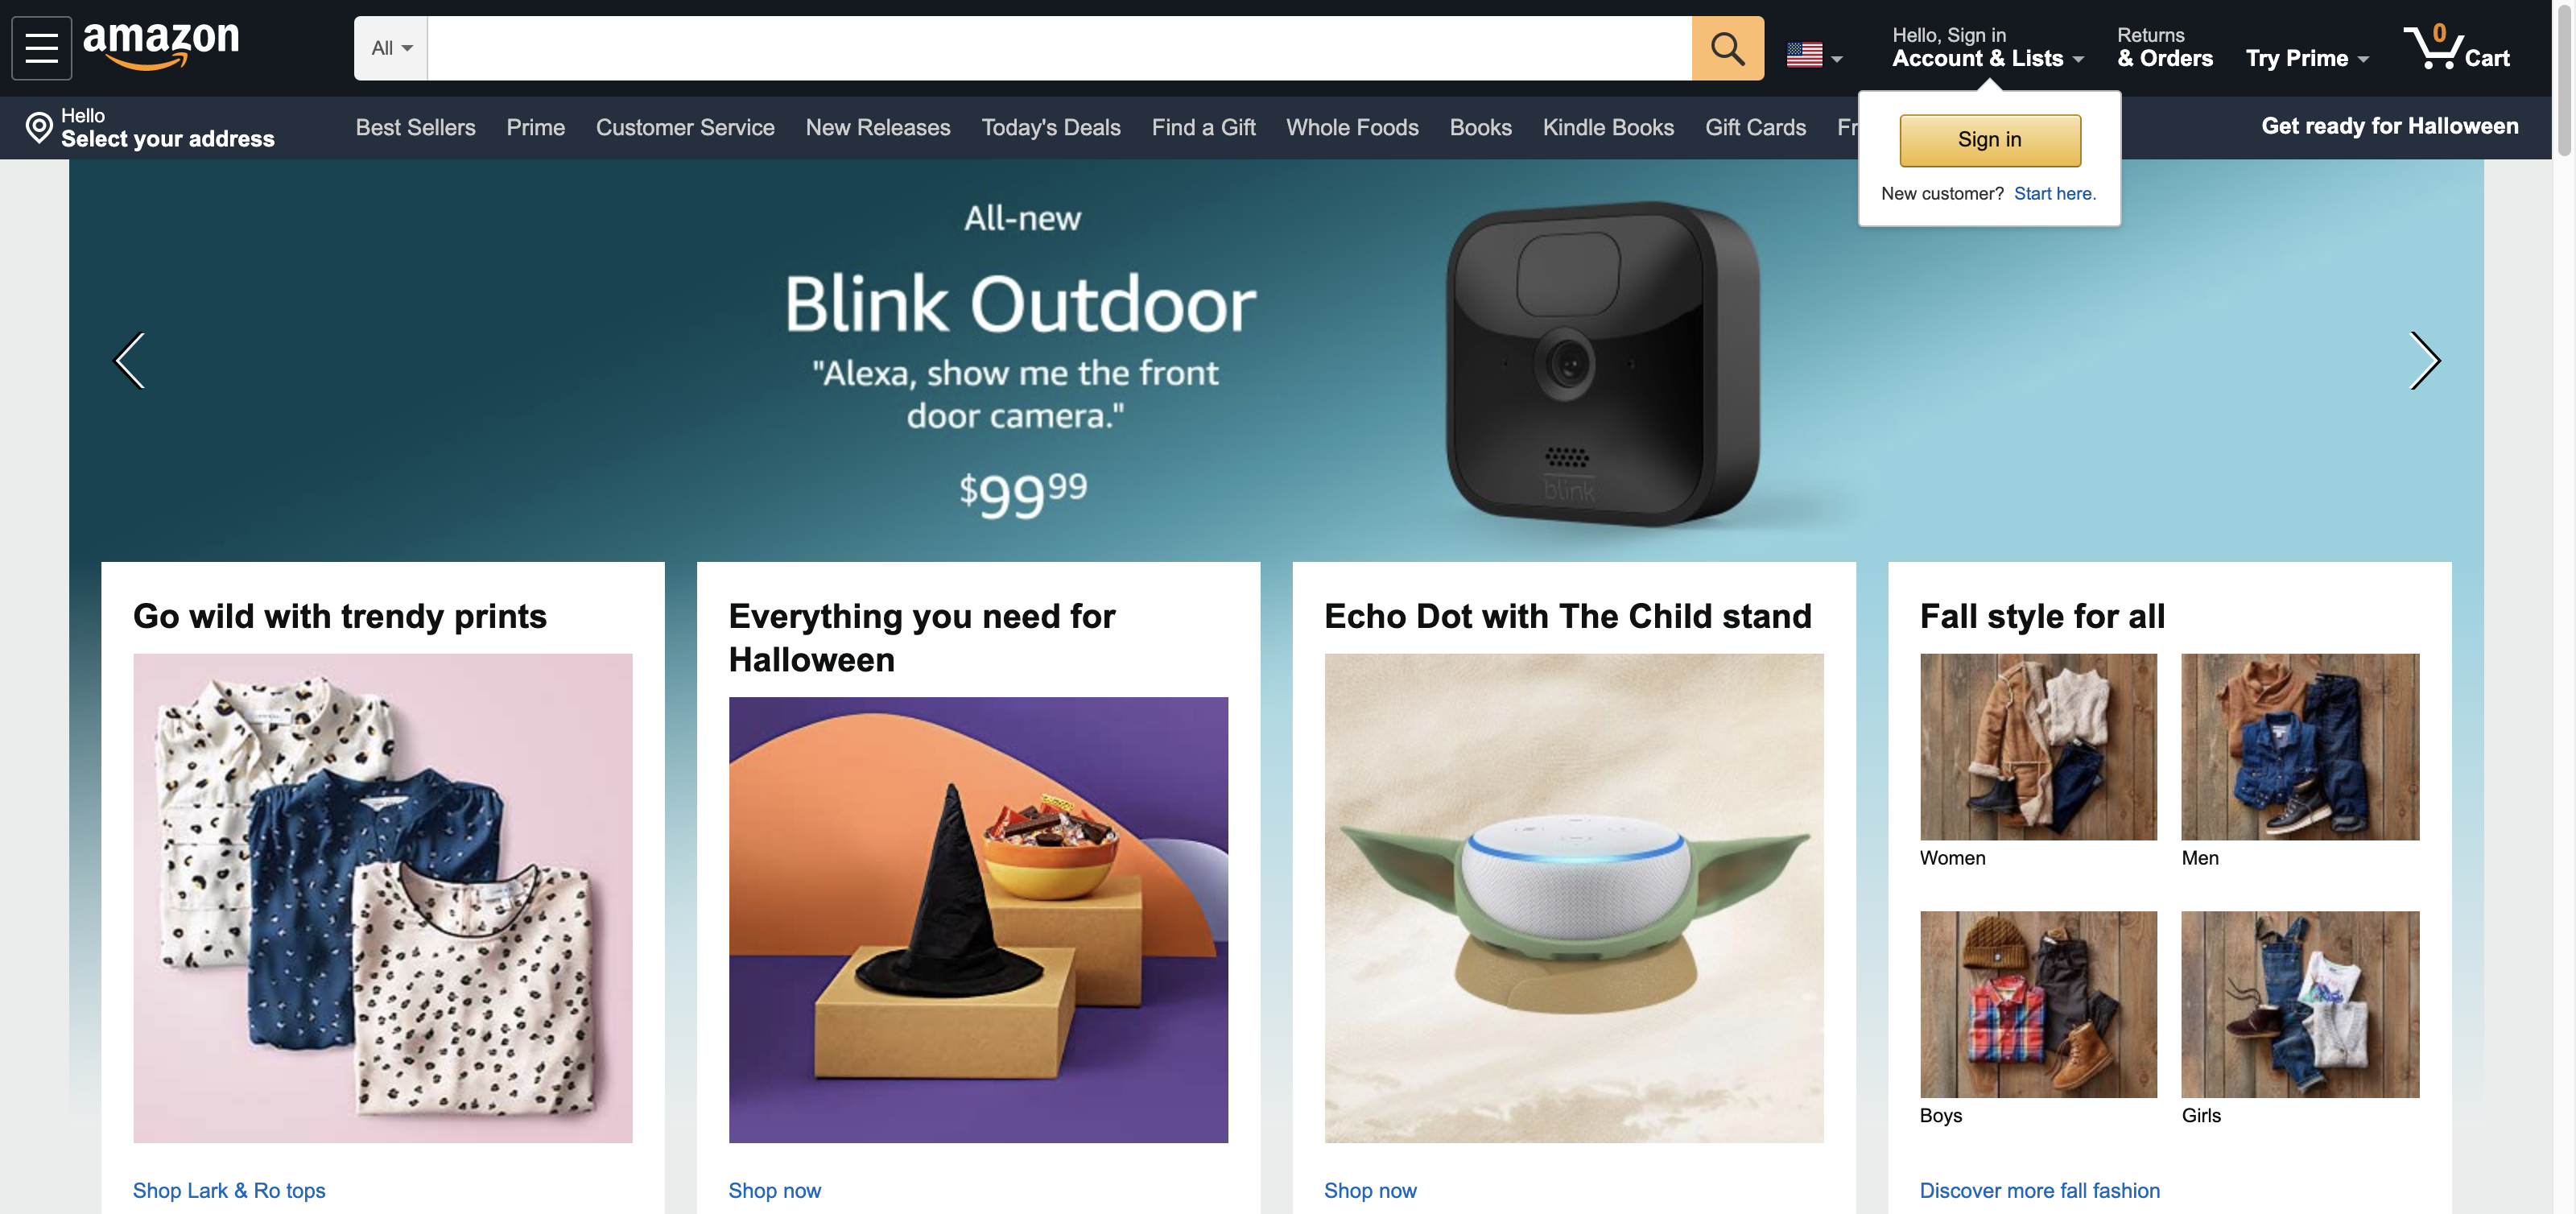 amazon
All
Hello, Sign in
Account & Lists
Returns
& Orders
Try Prime
0
Cart
Hello
Select your address
Best Sellers
Prime
Customer Service
New Releases
Today's Deals
Find a Gift
Whole Foods
Books
Kindle Books
Gift Cards
Fr
Get ready for Halloween
Sign in
New customer? Start here.
All-new
Blink Outdoor
"Alexa, show me the front
door camera."
$99 99
blink
Go wild with trendy prints
Shop Lark & Ro tops
Everything you need for
Halloween
Shop now
Echo Dot with The Child stand
Shop now
Fall style for all
Women
Men
Boys
Girls
Discover more fall fashion